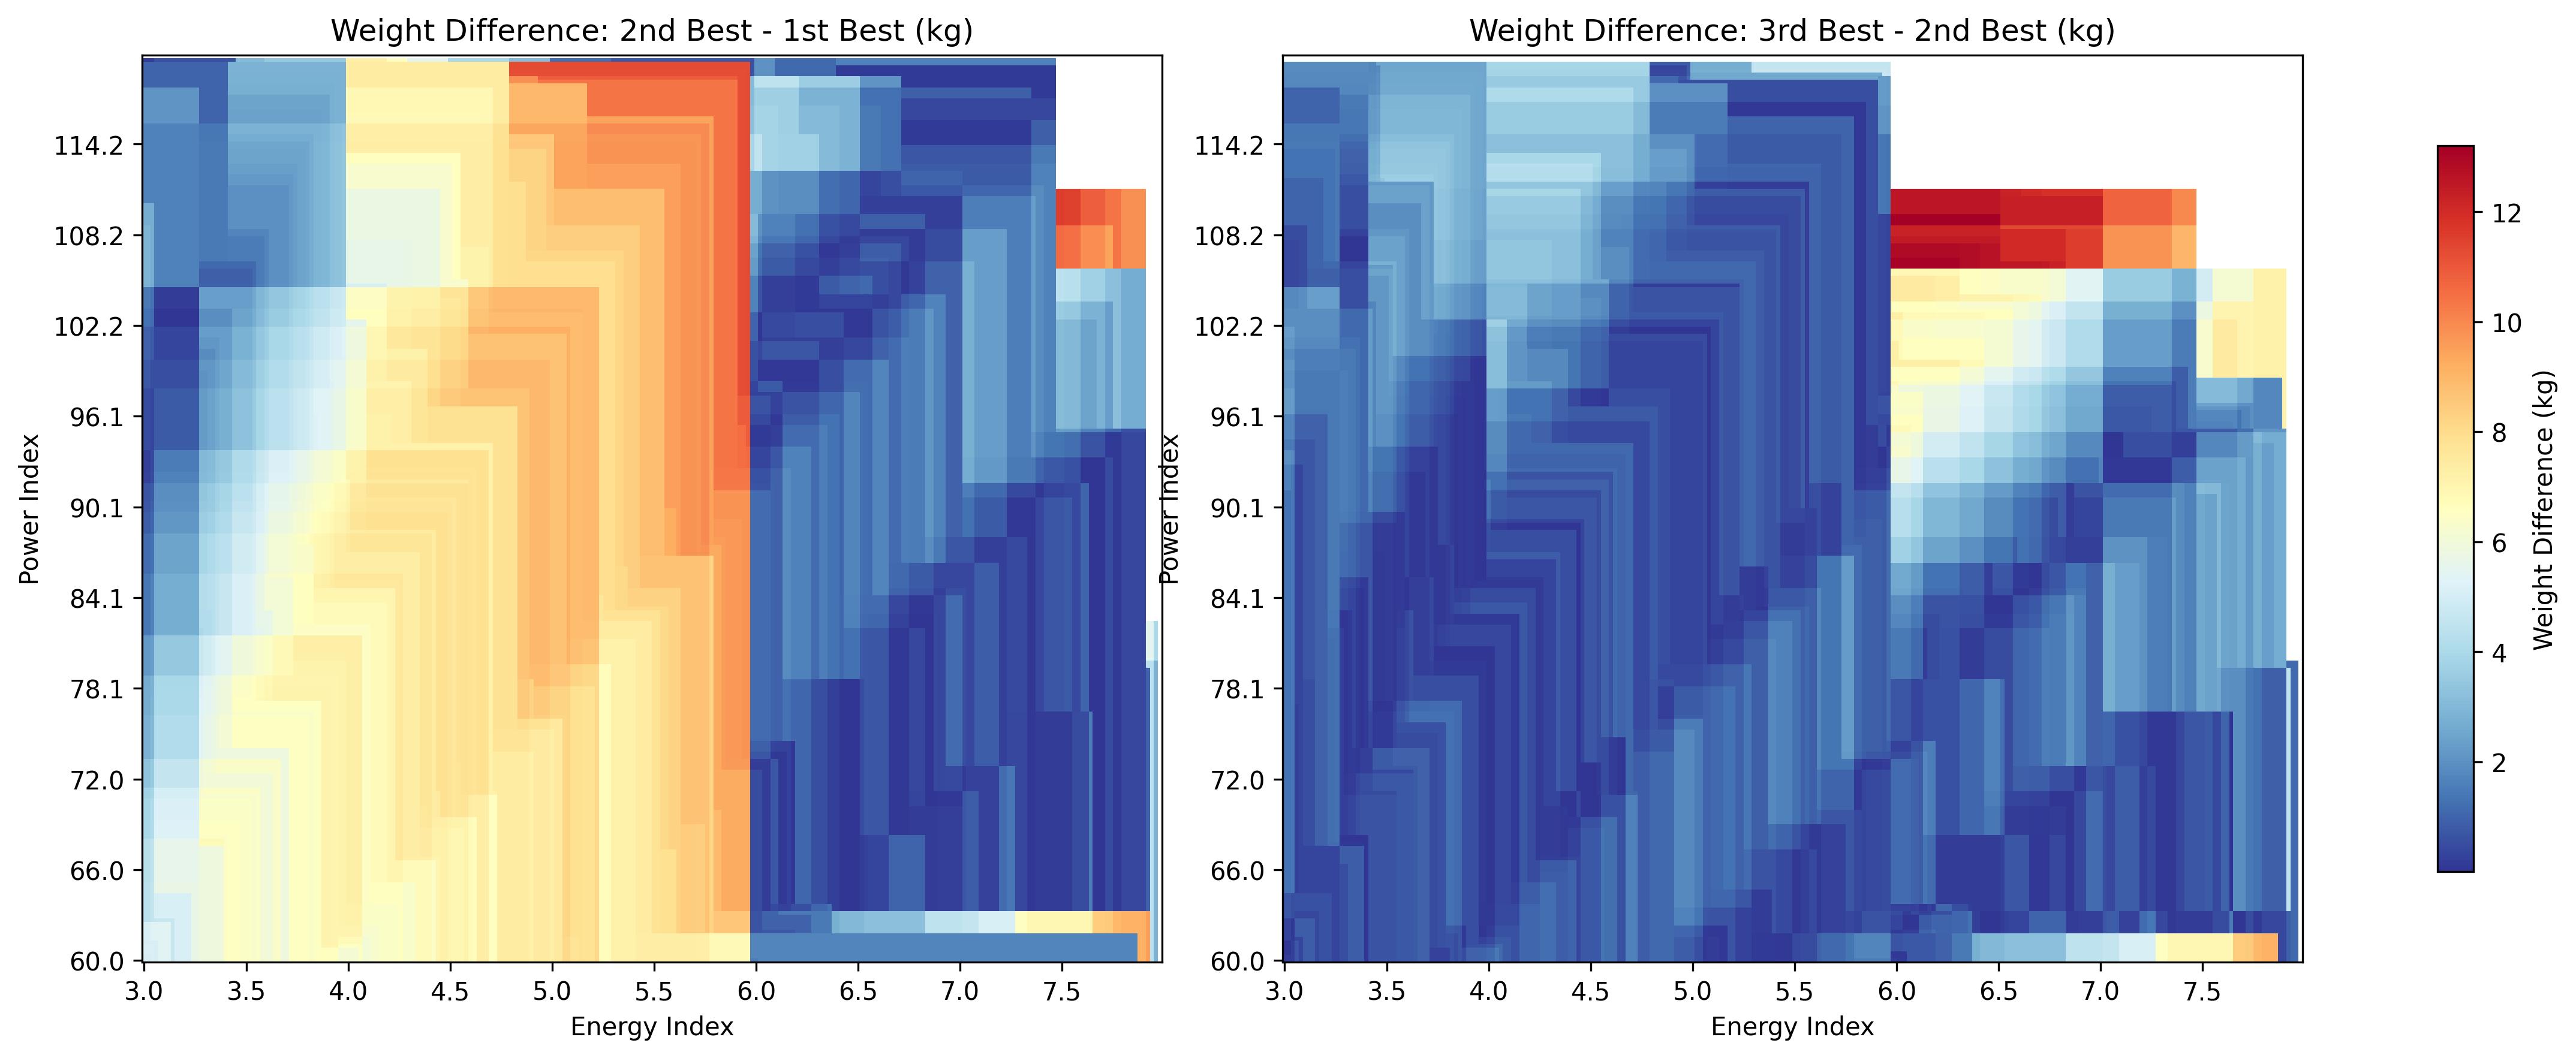 Weight Difference: 2nd Best - 1st Best (kg)
Power Index
114.2
108.2
102.2
96.1
90.1
84.1
78.1
72.0
66.0
60.0
3.0 3.5 4.0 4.5 5.0 5.5 6.0 6.5 7.0 7.5
Energy Index
Weight Difference: 3rd Best - 2nd Best (kg)
Power Index
114.2
108.2
102.2
96.1
90.1
84.1
78.1
72.0
66.0
60.0
3.0 3.5 4.0 4.5 5.0 5.5 6.0 6.5 7.0 7.5
Energy Index
12
10
8
6
4
2
Weight Difference (kg)